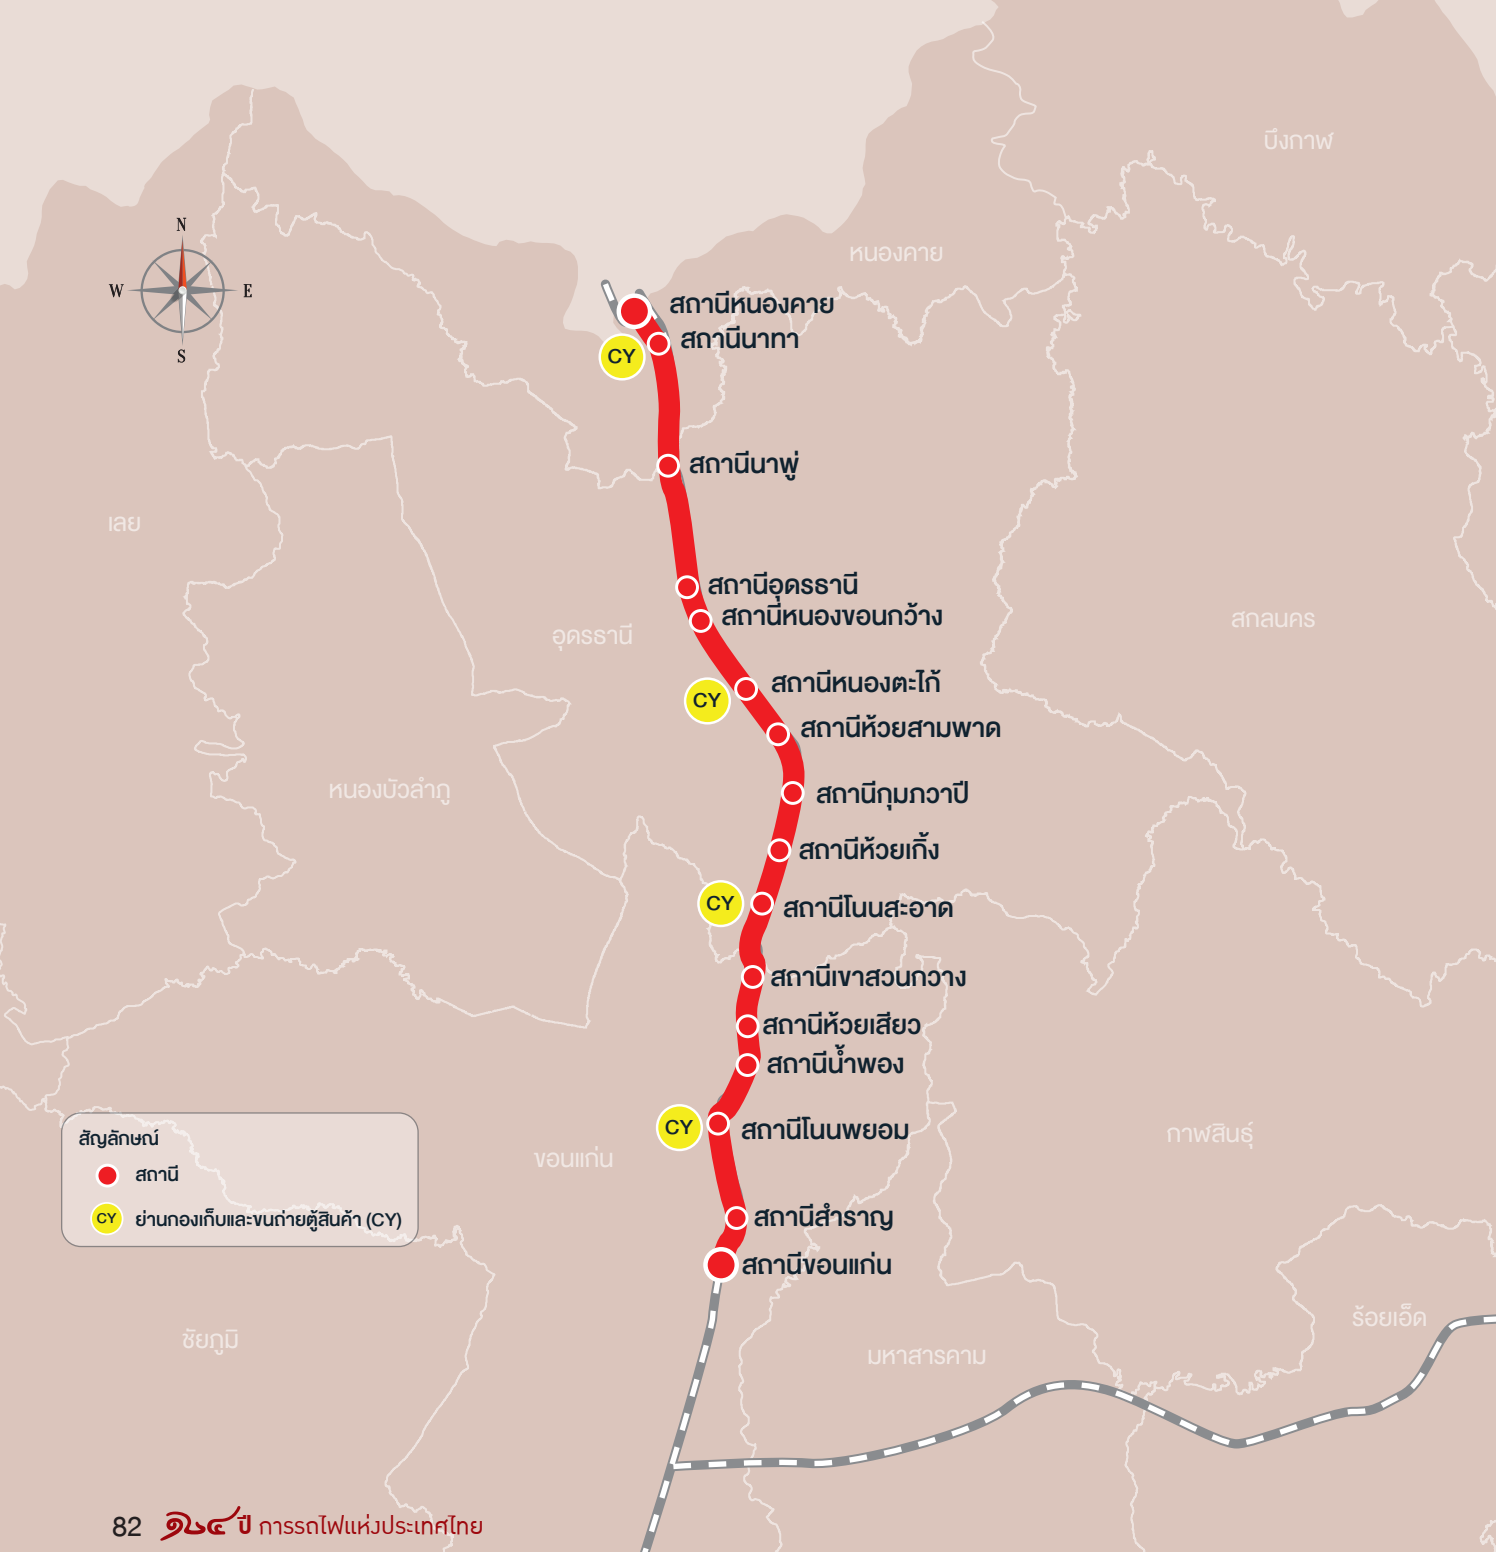 บึงกาฬ
N
หนองคาย
W
E
สถานีหนองคาย
สถานีนาทา
S
CY
สถานีนาพู่
เลย
สถานีอุดรธานี
สถานีหนองขอนกว้าง
สกลนคร
อุดรธานี
สถานีหนองตะไก้
CY
สถานีห้วยสามพาด
หนองบัวลำภู
สถานีกุมภวาปี
สถานีห้วยเกิ้ง
CY
สถานีโนนสะอาด
สถานีเขาสวนกวาง
สถานีห้วยเสียว
สถานีน้ำพอง
CY
สถานีโนนพยอม
กาฬสินธุ์
สัญลักษณ์
ขอนแก่น
สถานี
CY
ย่านกองเก็บและขนถ่ายตู้สินค้า (CY)
สถานีสำราญ
สถานีขอนแก่น
ร้อยเอ็ด
ชัยภูมิ
มหาสารคาม
82 ๑๒๔ ปี การรถไฟแห่งประเทศไทย